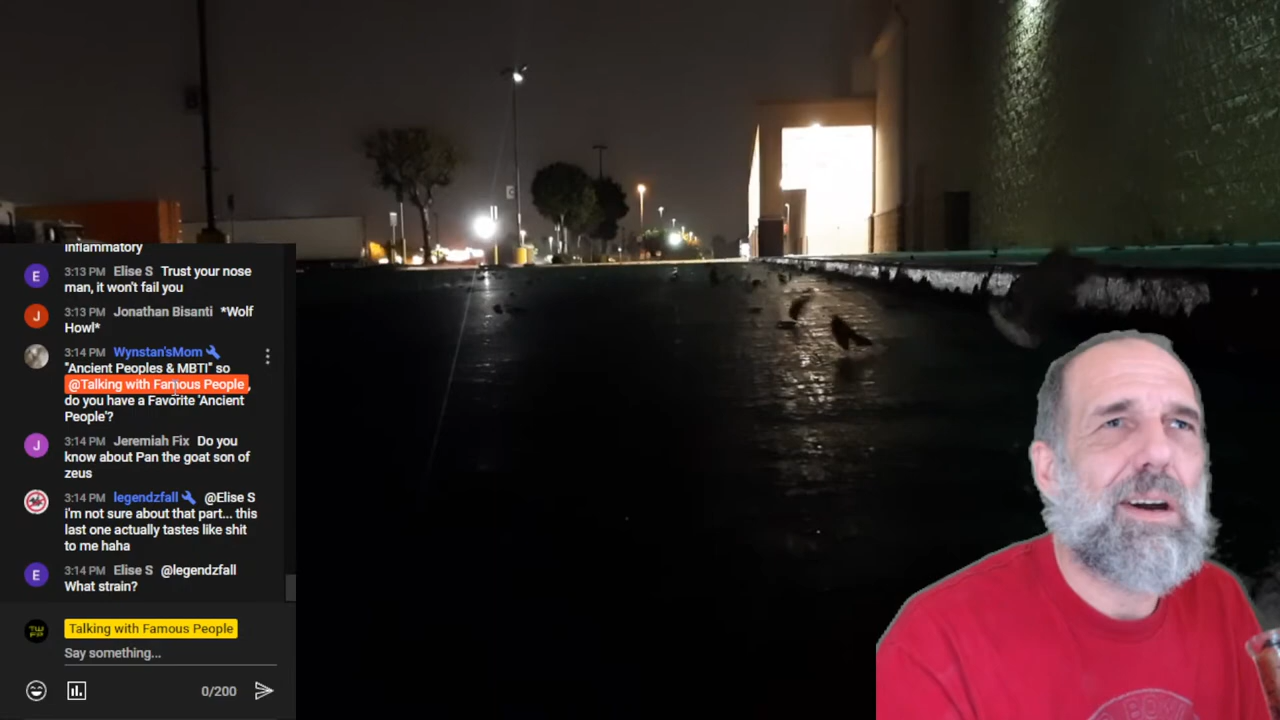 inflammatory
3:13 PM Elise S Trust your nose
man, it won't fail you
3:13 PM Jonathan Bisanti *Wolf
Howl*
3:14 PM Wynstan'sMom
"Ancient Peoples & MBTI" so
@Talking with Famous People,
do you have a Favorite 'Ancient
People'?
3:14 PM Jeremiah Fix Do you
know about Pan the goat son of
zeus
3:14 PM legendzfall @Elise S
i'm not sure about that part... this
last one actually tastes like shit
to me haha
3:14 PM Elise S @legendzfall
What strain?
Talking with Famous People
Say something...
0/200